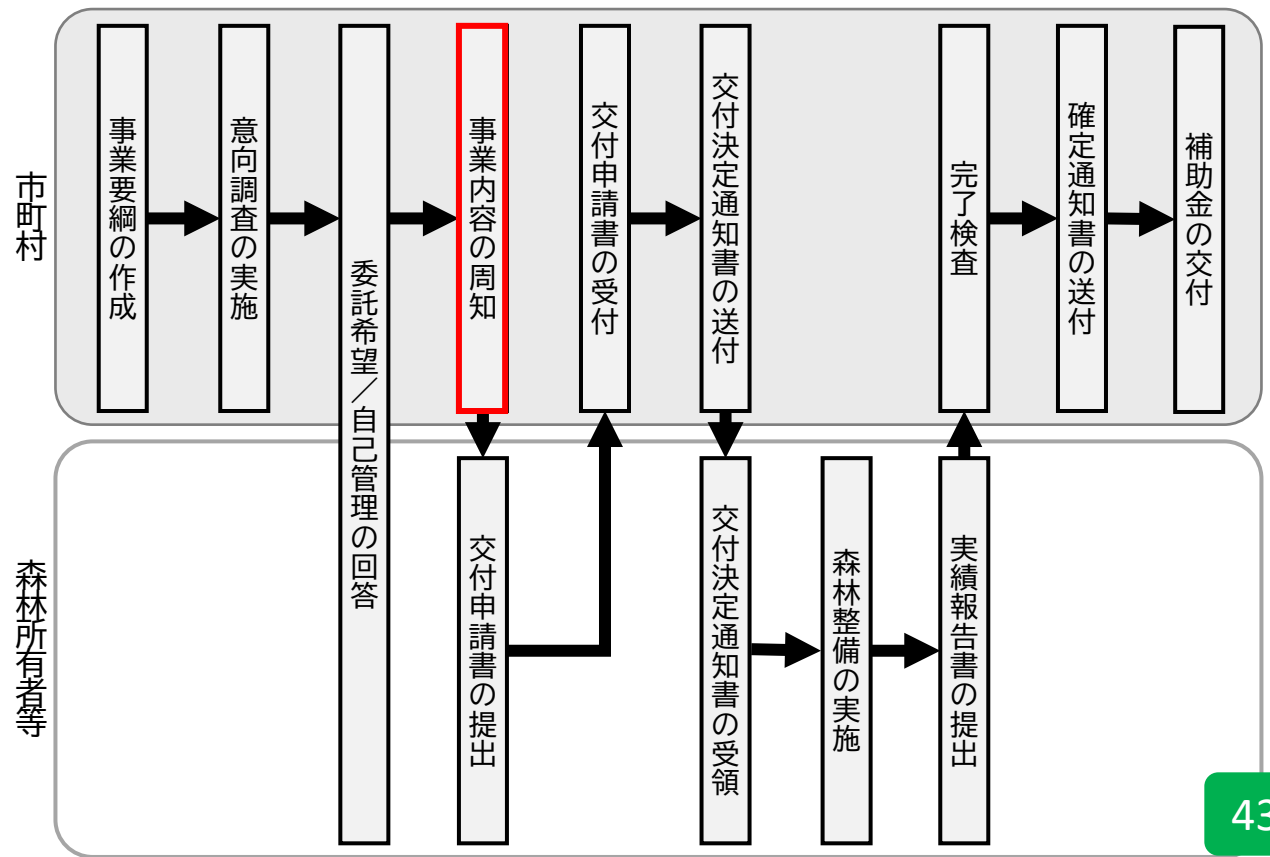 市町村
事業要綱の作成
意向調査の実施
委託希望／自己管理の回答
事業内容の周知
交付申請書の受付
交付決定通知書の送付
完了検査
確定通知書の送付
補助金の交付
森林所有者等
交付申請書の提出
交付決定通知書の受領
森林整備の実施
実績報告書の提出
43